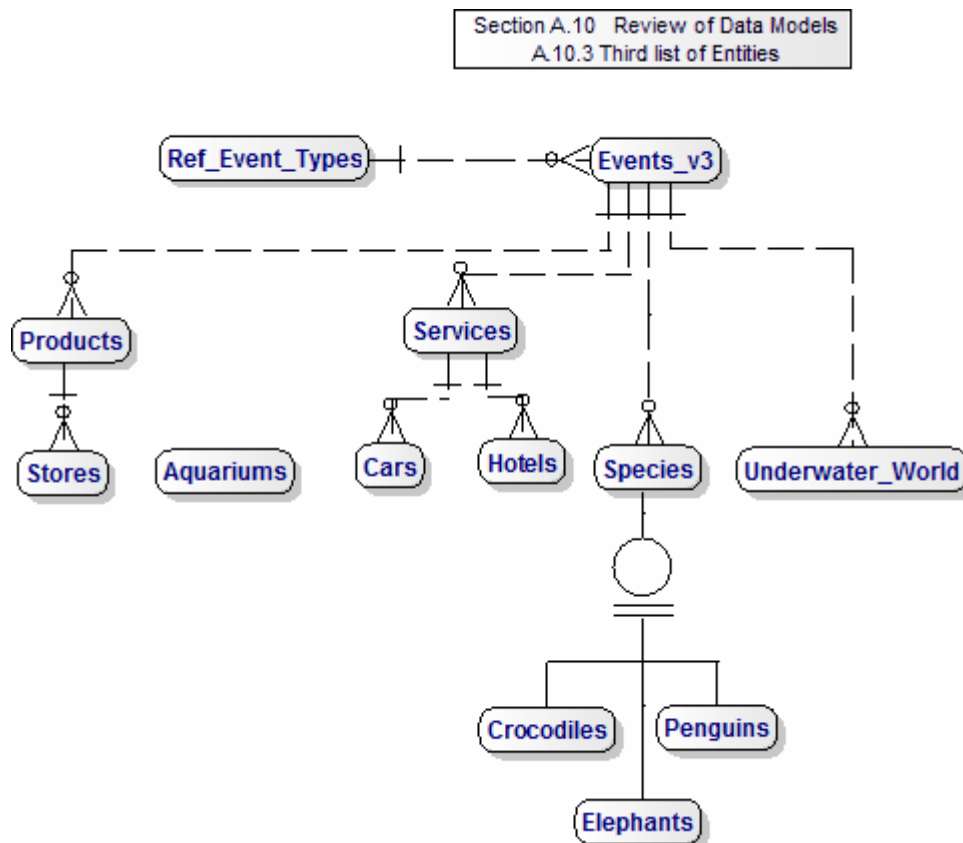 Section A.10 Review of Data Models
A.10.3 Third list of Entities
Ref_Event_Types
Events_v3
Products
Services
Stores
Aquariums
Cars
Hotels
Species
Underwater_World
Crocodiles
Penguins
Elephants